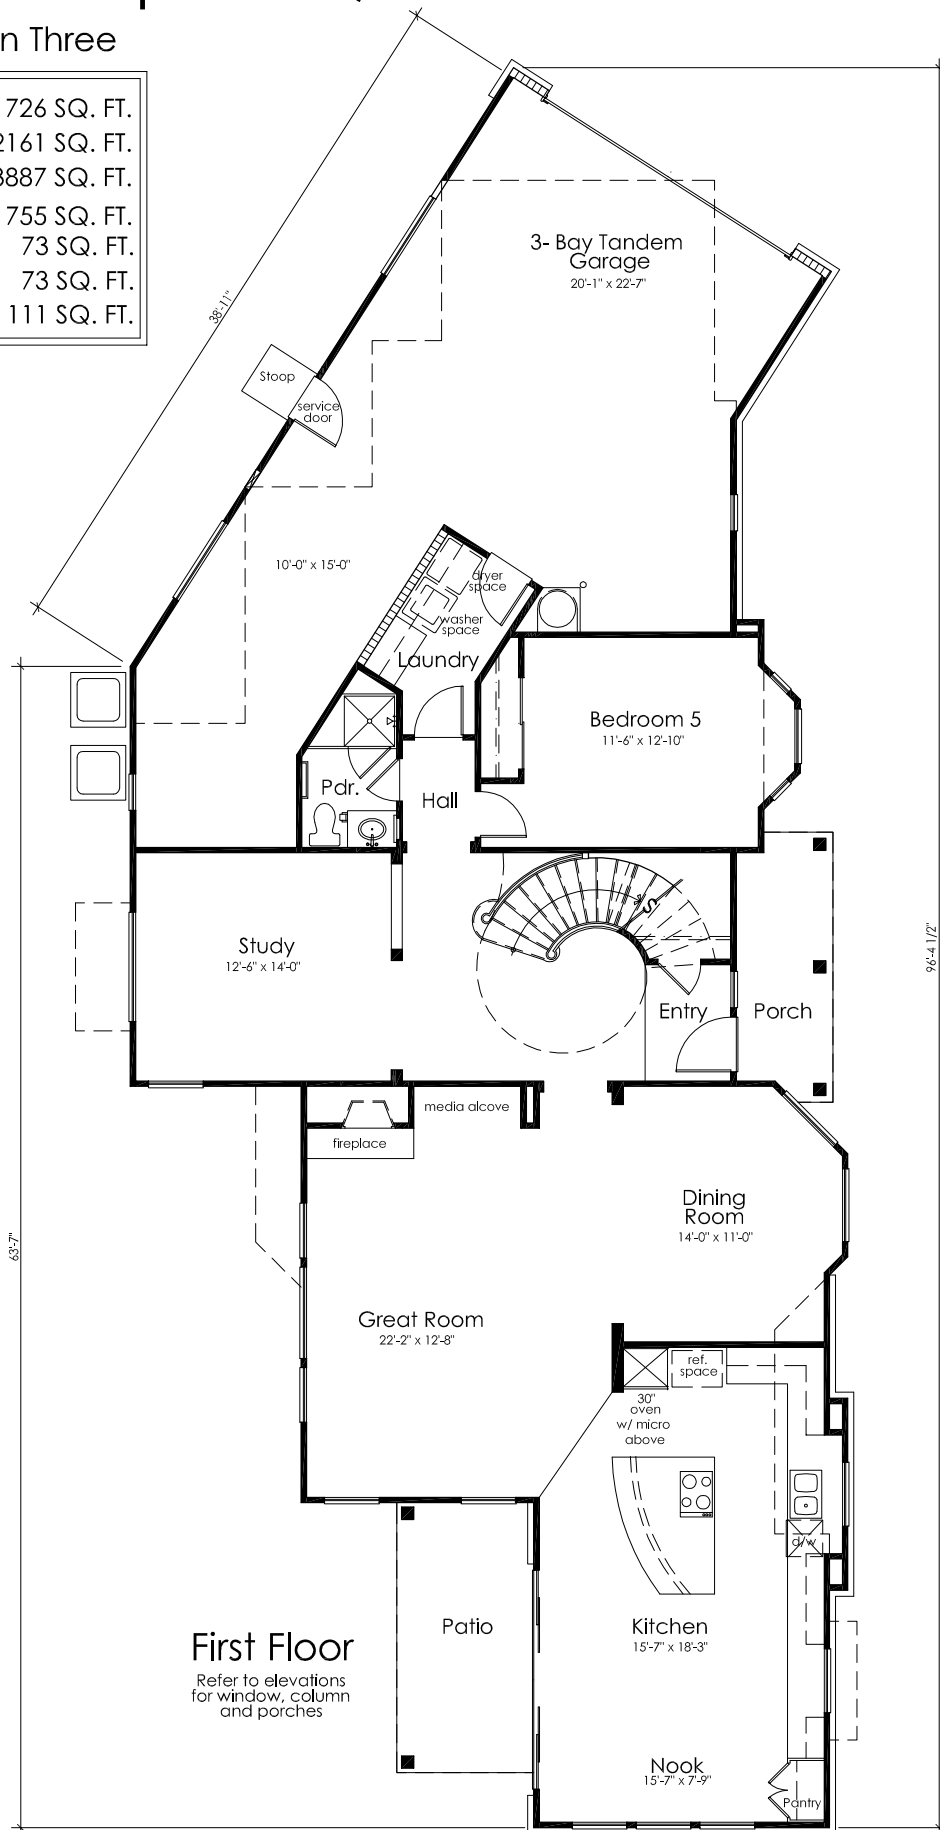 n Three
726 SQ. FT.
2161 SQ. FT.
3887 SQ. FT.
755 SQ. FT.
73 SQ. FT.
73 SQ. FT.
111 SQ. FT.
38'-11"
3- Bay Tandem
Garage
20'-1" x 22'-7"
Stoop
service
door
10'-0" x 15'-0"
dryer
space
washer
space
Laundry
Bedroom 5
11'-6" x 12'-10"
Pdr.
Hall
Study
12'-6" x 14'-0"
S
Entry
Porch
96'-4 1/2"
media alcove
fireplace
Dining
Room
14'-0" x 11'-0"
63'-7"
Great Room
22'-2" x 12'-8"
ref.
space
30"
oven
w/ micro
above
d/w
Patio
Kitchen
15'-7" x 18'-3"
First Floor
Refer to elevations
for window, column
and porches
Nook
15'-7" x 7'-9"
Pantry